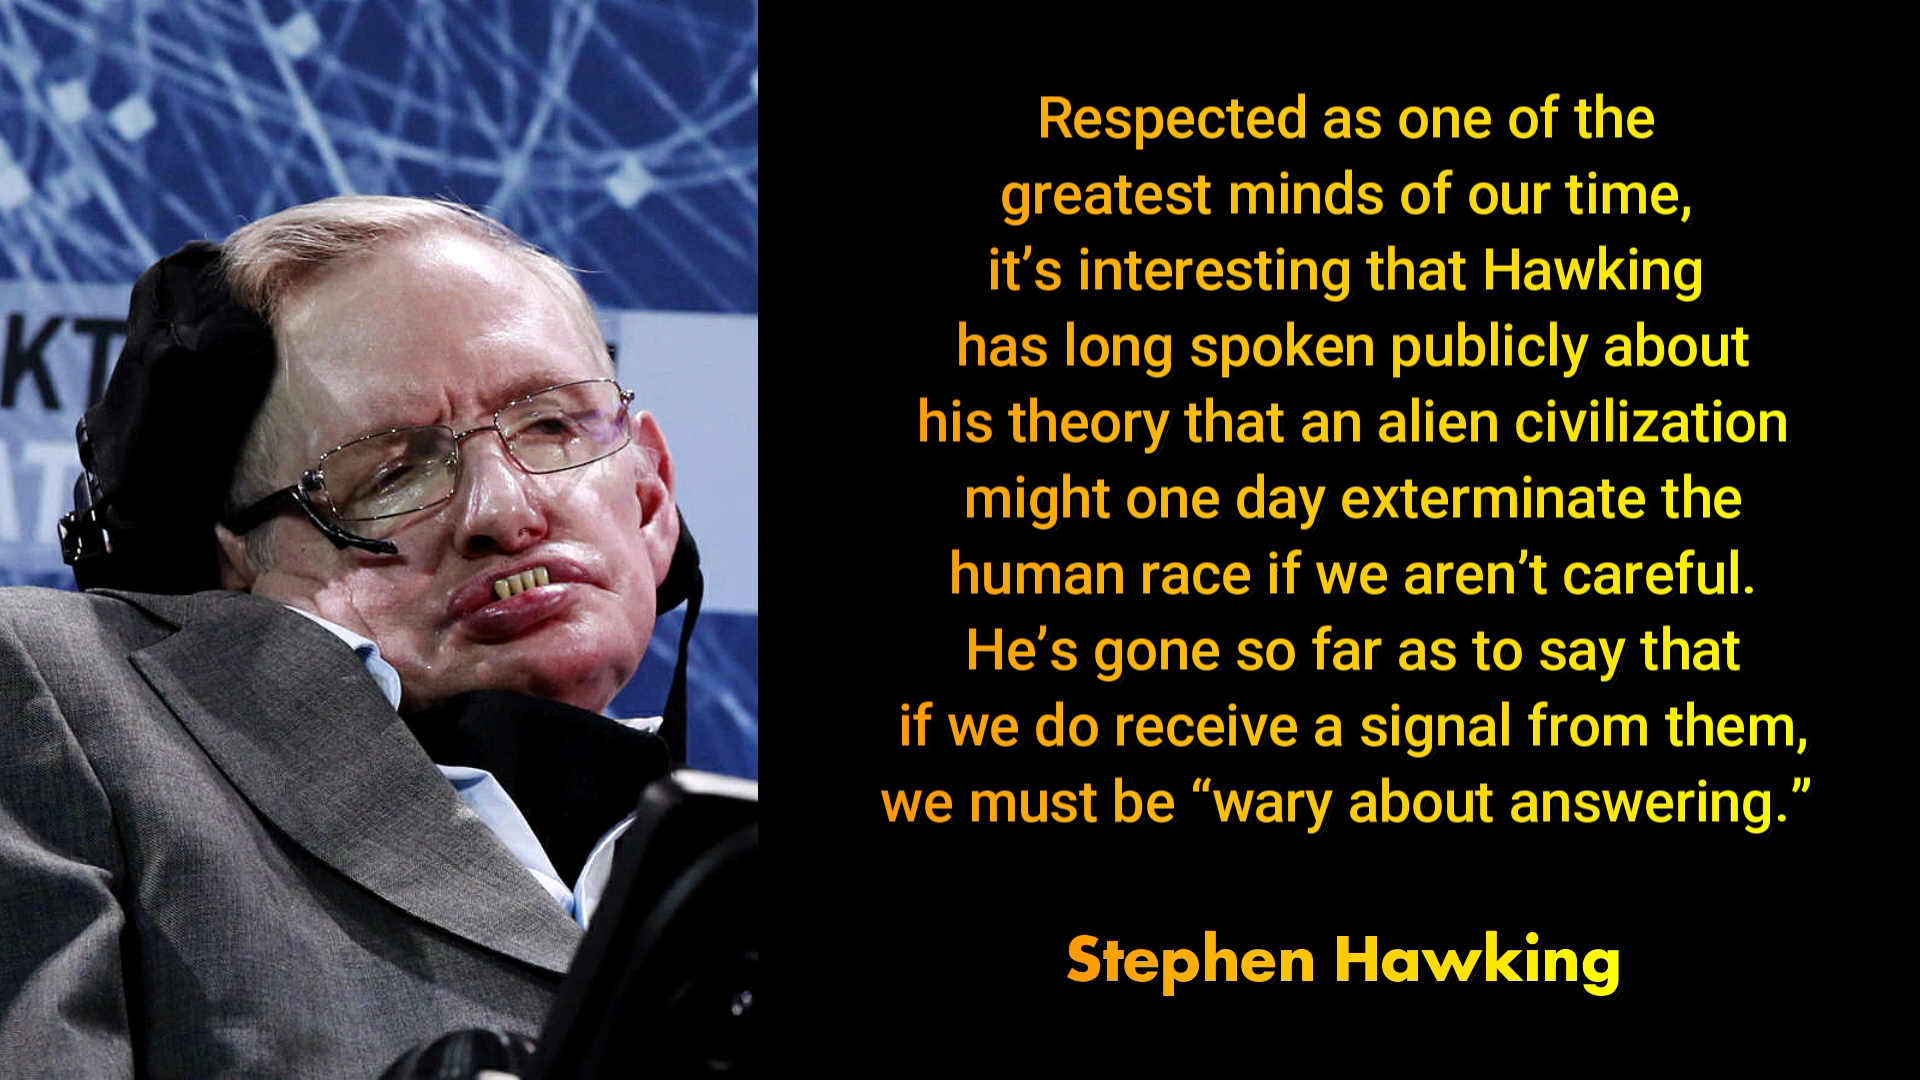 KT
AT
Respected as one of the
greatest minds of our time,
it’s interesting that Hawking
has long spoken publicly about
his theory that an alien civilization
might one day exterminate the
human race if we aren’t careful.
He’s gone so far as to say that
if we do receive a signal from them,
we must be “wary about answering.”
Stephen Hawking